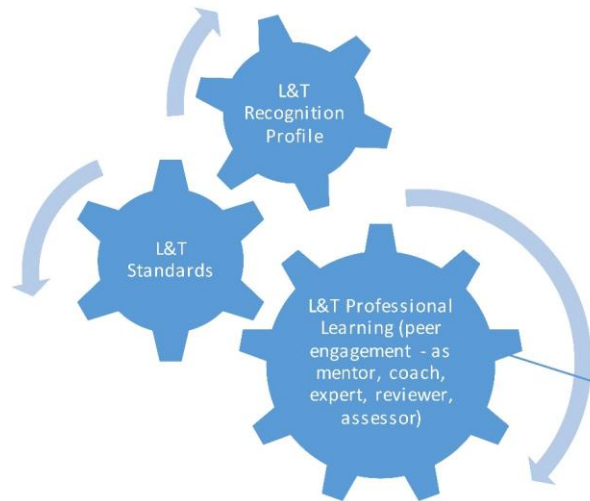 L&T
Recognition
Profile
L&T
Standards
L&T Professional
Learning (peer
engagement - as
mentor, coach,
expert, reviewer,
assessor)